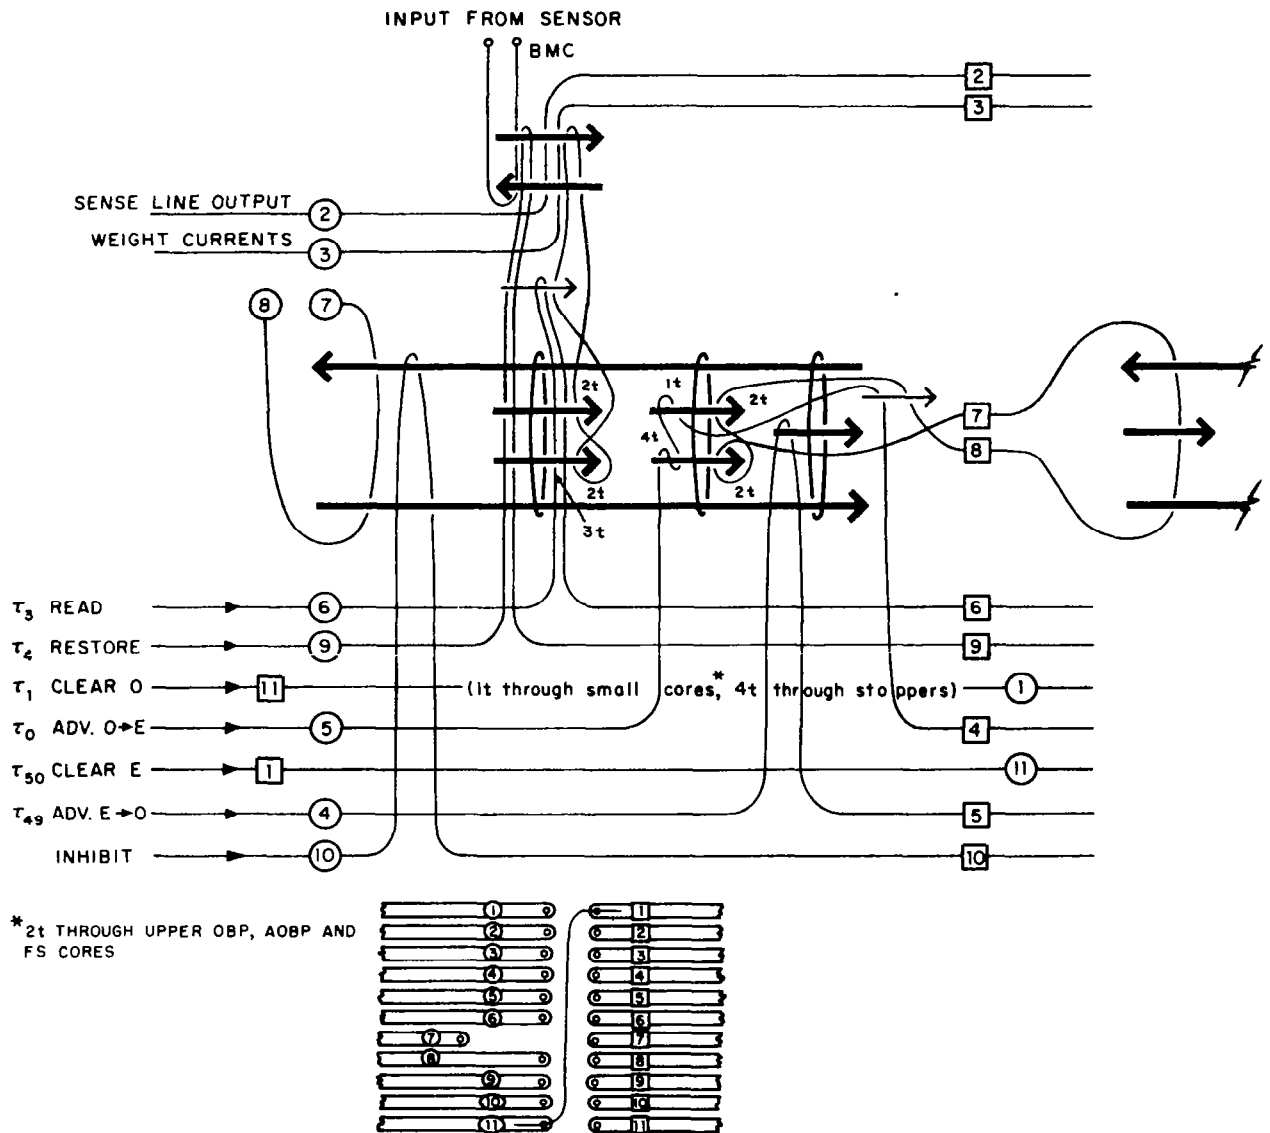 INPUT FROM SENSOR
BMC
2
3
SENSE LINE OUTPUT 2
WEIGHT CURRENTS 3
8 7
2t 1t 2t
4t
7
8
2t 2t
3t
τ3 READ 6 6
τ4 RESTORE 9 9
τ1 CLEAR O 11 (1t through small cores,* 4t through stoppers) 1
τ0 ADV. O→E 5 4
τ50 CLEAR E 1 11
τ49 ADV. E→O 4 5
INHIBIT 10 10
*2t THROUGH UPPER OBP, AOBP AND
FS CORES
1 1
2 2
3 3
4 4
5 5
6 6
7 7
8 8
9 9
10 10
11 11